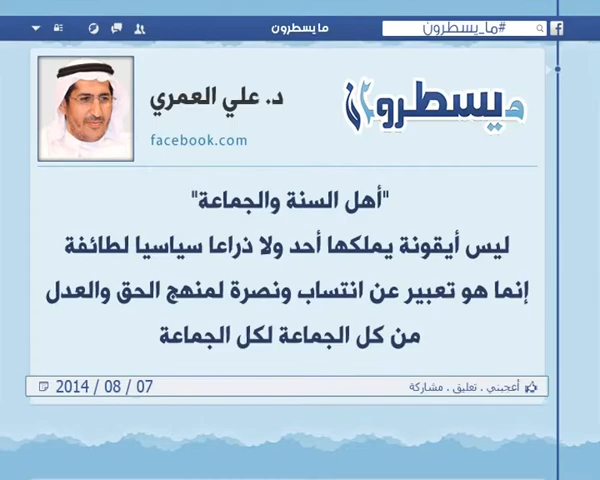 #ما_يسطرون
ما يسطرون
د. علي العمري
facebook.com
"أهل السنة والجماعة"
ليس أيقونة يملكها أحد ولا ذراعا سياسيا لطائفة
إنما هو تعبير عن انتساب ونصرة لمنهج الحق والعدل
من كل الجماعة لكل الجماعة
أعجبني . تعليق . مشاركة
2014 / 08 / 07